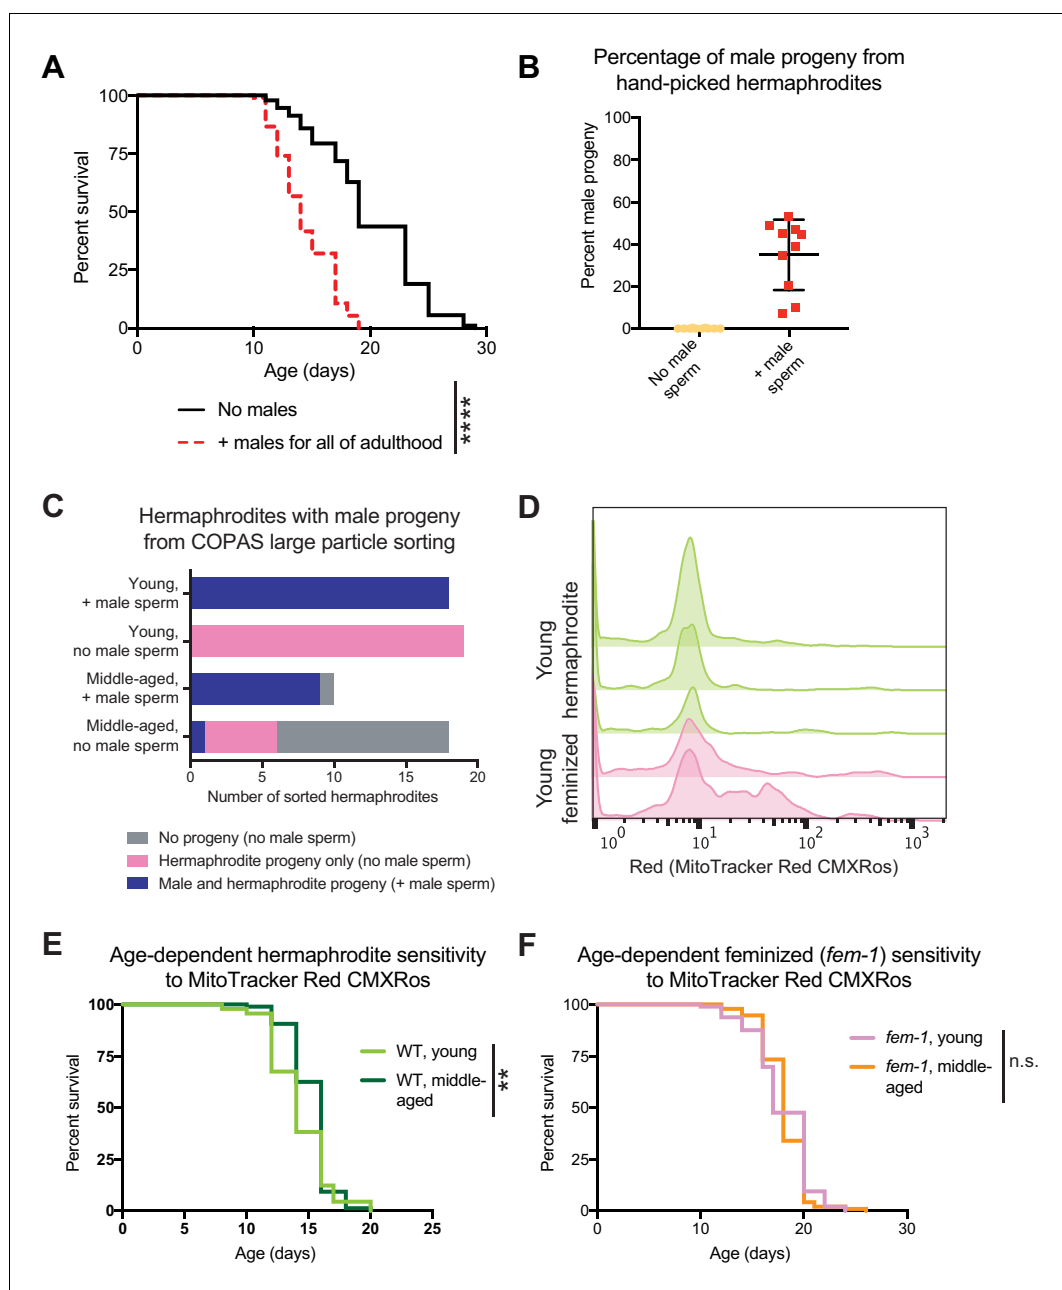 A
100
75
50
25
0
Percent survival
0
10
20
30
Age (days)
No males
+ males for all of adulthood
****
B
Percentage of male progeny from
hand-picked hermaphrodites
100
80
60
40
20
0
Percent male progeny
No male
sperm
+ male
sperm
C
Hermaphrodites with male progeny
from COPAS large particle sorting
Young,
+ male sperm
Young,
no male sperm
Middle-aged,
+ male sperm
Middle-aged,
no male sperm
0
5
10
15
20
Number of sorted hermaphrodites
No progeny (no male sperm)
Hermaphrodite progeny only (no male sperm)
Male and hermaphrodite progeny (+ male sperm)
D
Young
hermaphrodite
Young
feminized
10^0
10^1
10^2
10^3
Red (MitoTracker Red CMXRos)
E
Age-dependent hermaphrodite sensitivity
to MitoTracker Red CMXRos
100
75
50
25
0
Percent survival
0
5
10
15
20
25
Age (days)
WT, young
WT, middle-
aged
**
F
Age-dependent feminized (fem-1) sensitivity
to MitoTracker Red CMXRos
100
75
50
25
0
Percent survival
0
10
20
30
Age (days)
fem-1, young
fem-1, middle-
aged
n.s.